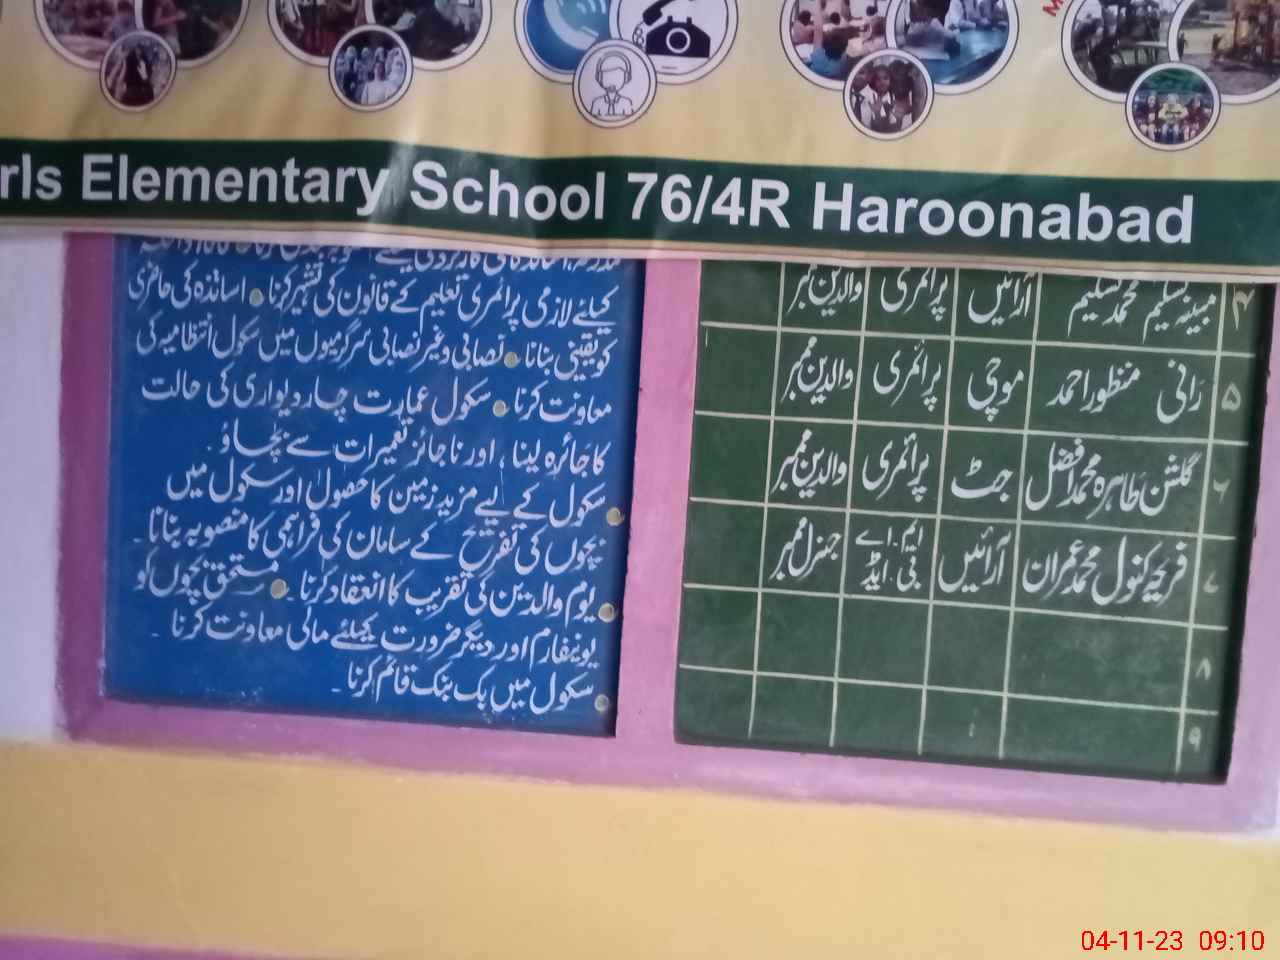 rls Elementary School 76/4R Haroonabad
کیلئے لازمی پرائمری تعلیم کے قانون کی تشہیر کرنا • اساتذہ کی حاضری
کو یقینی بنانا • نصابی و غیر نصابی سرگرمیوں میں سکول انتظامیہ کی
معاونت کرنا • سکول عمارت چار دیواری کی حالت
کا جائزہ لینا، اور ناجائز تعمیرات سے بچاؤ
• سکول کے لیے مزید زمین کا حصول اور سکول میں
بچوں کی تفریح کے سامان کی فراہمی کا منصوبہ بنانا۔
• یوم والدین کی تقریب کا انعقاد کرنا۔ • مستحق بچوں کو
یونیفارم اور دیگر ضرورت کیلئے مالی معاونت کرنا۔
• سکول میں بک بنک قائم کرنا۔
۴ مبینہ تسلیم محمد تسلیم آرائیں پرائمری والدین ممبر
۵ رانی منظور احمد موچی پرائمری والدین ممبر
۶ گلشن طاہرہ محمد افضل جٹ پرائمری والدین ممبر
۷ فریحہ کنول محمد عمران آرائیں ایم۔اے بی۔ایڈ جنرل ممبر
۸
۹
04-11-23 09:10